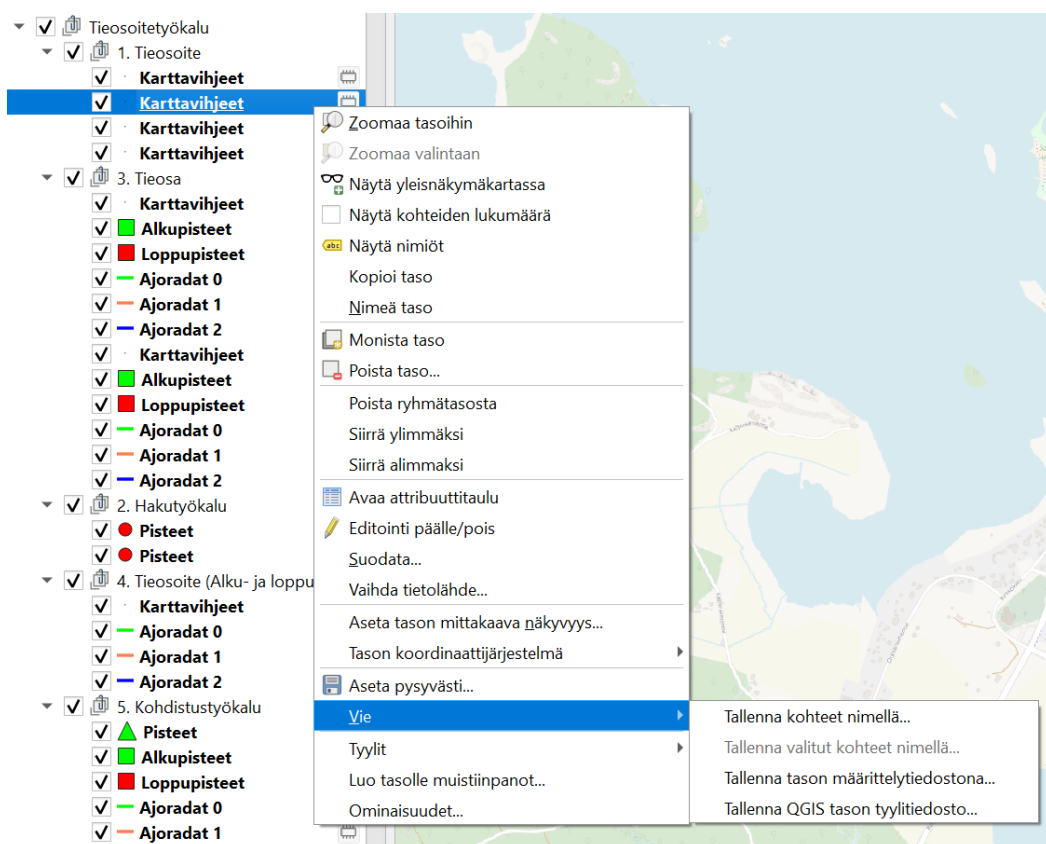 Tieosoitetyökalu
1. Tieosoite
Karttavihjeet
Karttavihjeet
Karttavihjeet
Karttavihjeet
3. Tieosa
Karttavihjeet
Alkupisteet
Loppupisteet
Ajoradat 0
Ajoradat 1
Ajoradat 2
Karttavihjeet
Alkupisteet
Loppupisteet
Ajoradat 0
Ajoradat 1
Ajoradat 2
2. Hakutyökalu
Pisteet
Pisteet
4. Tieosoite (Alku- ja loppu
Karttavihjeet
Ajoradat 0
Ajoradat 1
Ajoradat 2
5. Kohdistustyökalu
Pisteet
Alkupisteet
Loppupisteet
Ajoradat 0
Ajoradat 1
Zoomaa tasoihin
Zoomaa valintaan
Näytä yleisnäkymäkartassa
Näytä kohteiden lukumäärä
abc Näytä nimiöt
Kopioi taso
Nimeä taso
Monista taso
Poista taso...
Poista ryhmätasosta
Siirrä ylimmäksi
Siirrä alimmaksi
Avaa attribuuttitaulu
Editointi päälle/pois
Suodata...
Vaihda tietolähde...
Aseta tason mittakaava näkyvyys...
Tason koordinaattijärjestelmä
Aseta pysyvästi...
Vie
Tyylit
Luo tasolle muistiinpanot...
Ominaisuudet...
Tallenna kohteet nimellä...
Tallenna valitut kohteet nimellä...
Tallenna tason määrittelytiedostona...
Tallenna QGIS tason tyylitiedosto...